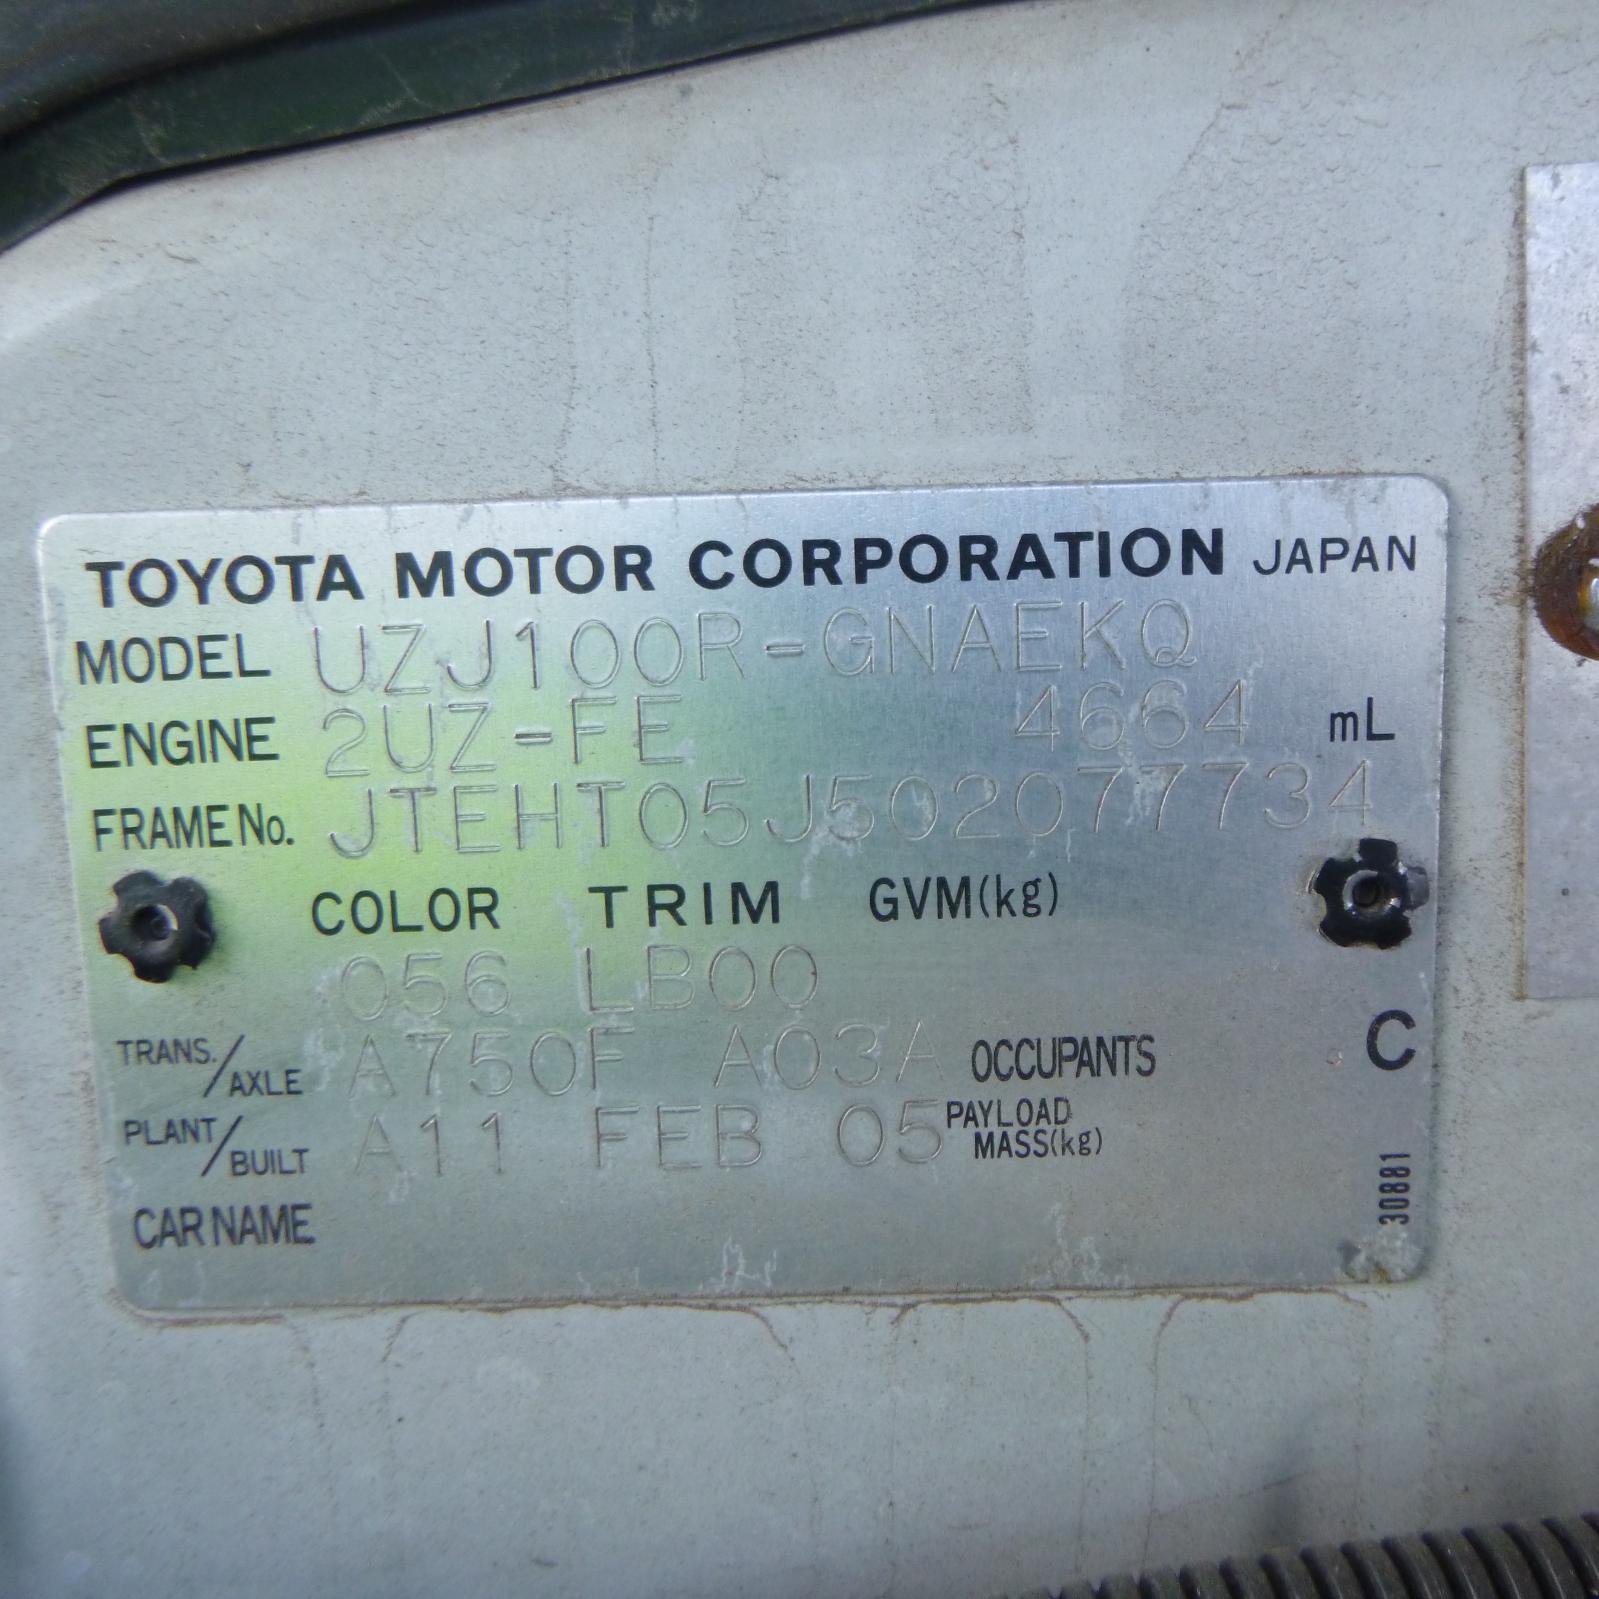 TOYOTA MOTOR CORPORATION JAPAN
MODEL UZJ100R-GNAEKQ
ENGINE 2UZ-FE 4664 mL
FRAME No. JTEHT05J502077734
COLOR TRIM GVM(kg)
056 LB00
TRANS./AXLE A750F A03A OCCUPANTS C
PLANT/BUILT A11 FEB 05 PAYLOAD MASS(kg)
CAR NAME
30881